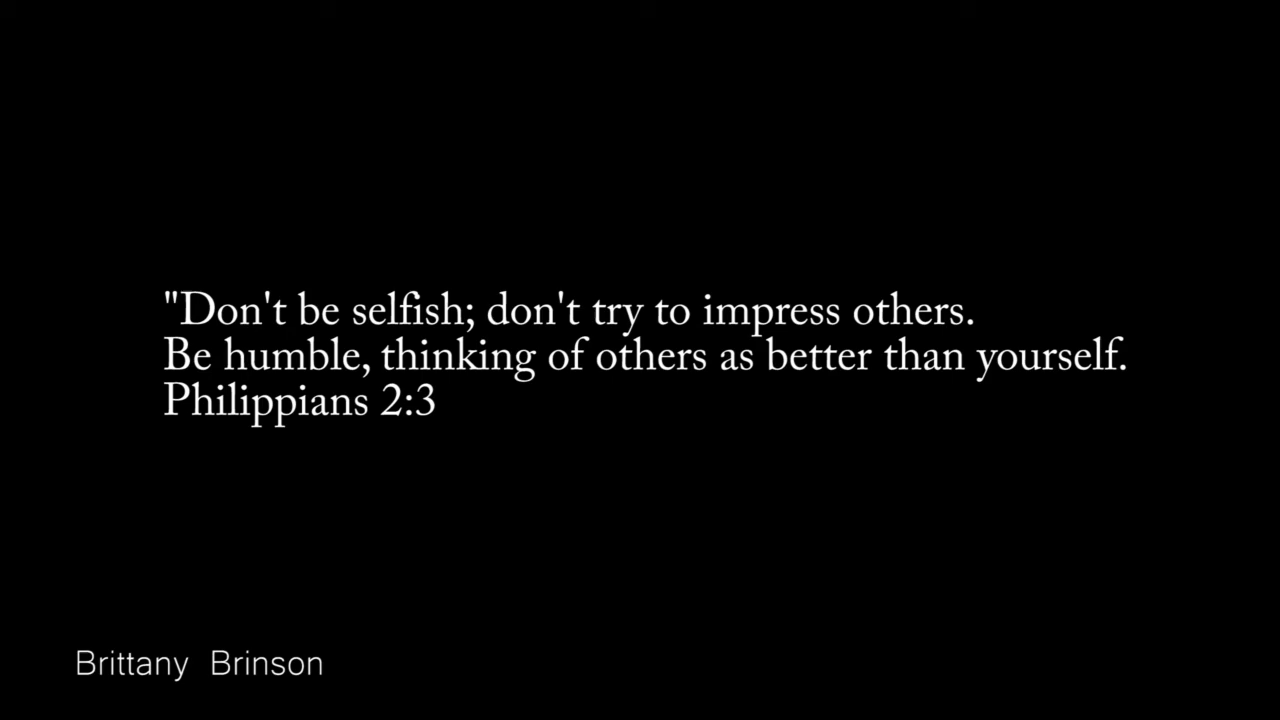 "Don't be selfish; don't try to impress others.
Be humble, thinking of others as better than yourself.
Philippians 2:3
Brittany Brinson